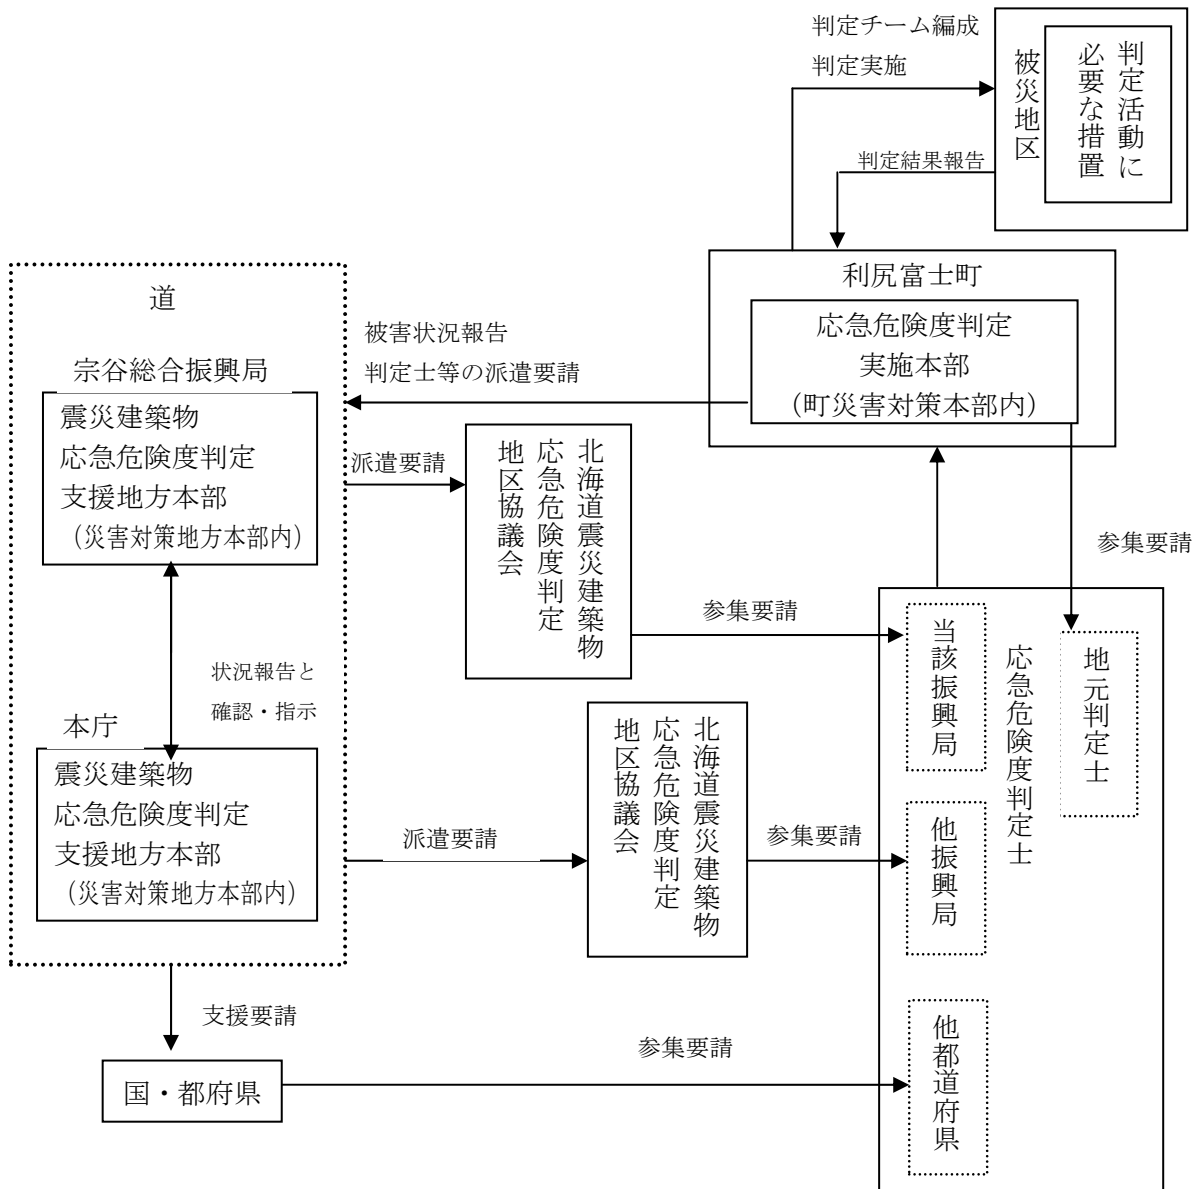 判定チーム編成
判定実施
被災地区
判定活動に
必要な措置
判定結果報告
利尻富士町
応急危険度判定
実施本部
（町災害対策本部内）
道
宗谷総合振興局
震災建築物
応急危険度判定
支援地方本部
（災害対策地方本部内）
被害状況報告
判定士等の派遣要請
派遣要請
北海道震災建築物
応急危険度判定
地区協議会
参集要請
参集要請
当該振興局
応急危険度判定士
地元判定士
状況報告と
確認・指示
本庁
震災建築物
応急危険度判定
支援地方本部
（災害対策地方本部内）
派遣要請
北海道震災建築物
応急危険度判定
地区協議会
参集要請
他振興局
支援要請
国・都府県
参集要請
他都道府県